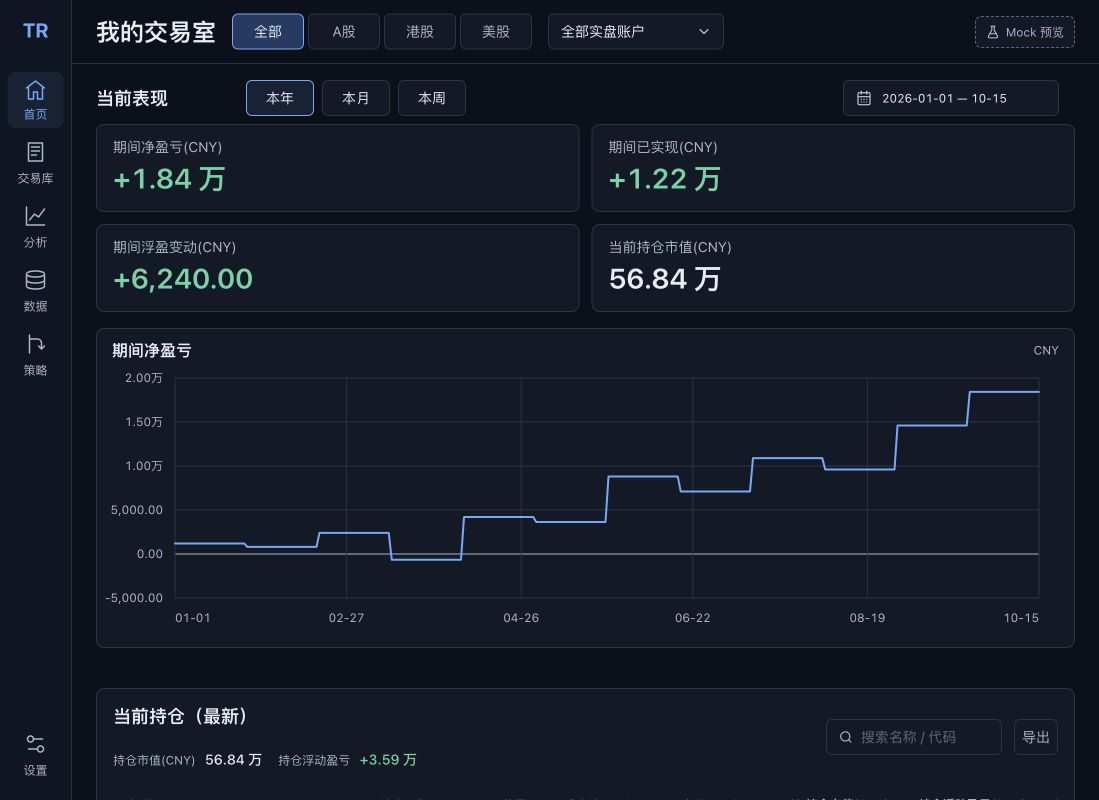 TR
我的交易室
全部
A股
港股
美股
全部实盘账户
Mock 预览
首页
交易库
分析
数据
策略
设置
当前表现
本年
本月
本周
2026-01-01 — 10-15
期间净盈亏(CNY)
+1.84 万
期间已实现(CNY)
+1.22 万
期间浮盈变动(CNY)
+6,240.00
当前持仓市值(CNY)
56.84 万
期间净盈亏
CNY
2.00万
1.50万
1.00万
5,000.00
0.00
-5,000.00
01-01
02-27
04-26
06-22
08-19
10-15
当前持仓（最新）
持仓市值(CNY) 56.84 万 持仓浮动盈亏 +3.59 万
搜索名称 / 代码
导出